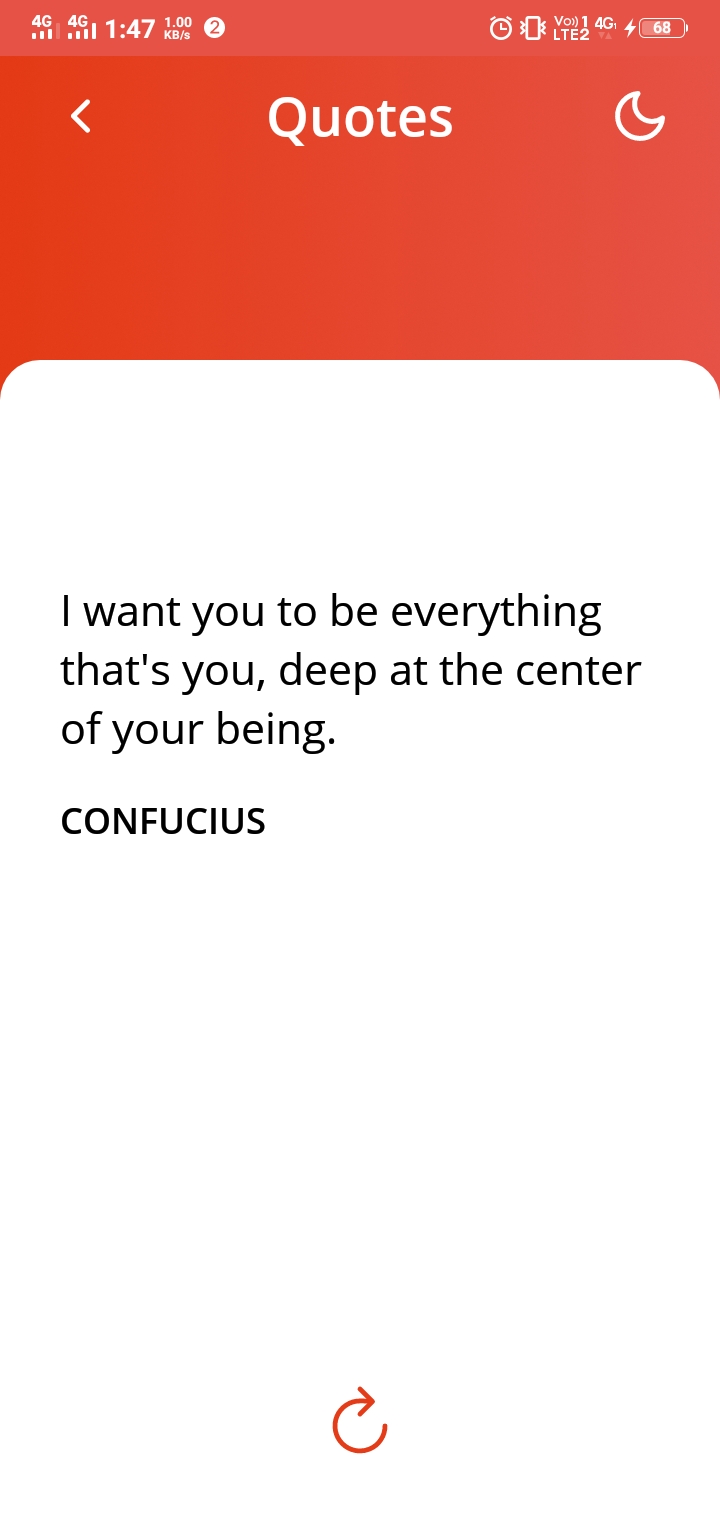 4G 4G 1:47 1.00 KB/s 2 Vo)) 1 LTE2 4G 68
Quotes
I want you to be everything
that's you, deep at the center
of your being.
CONFUCIUS